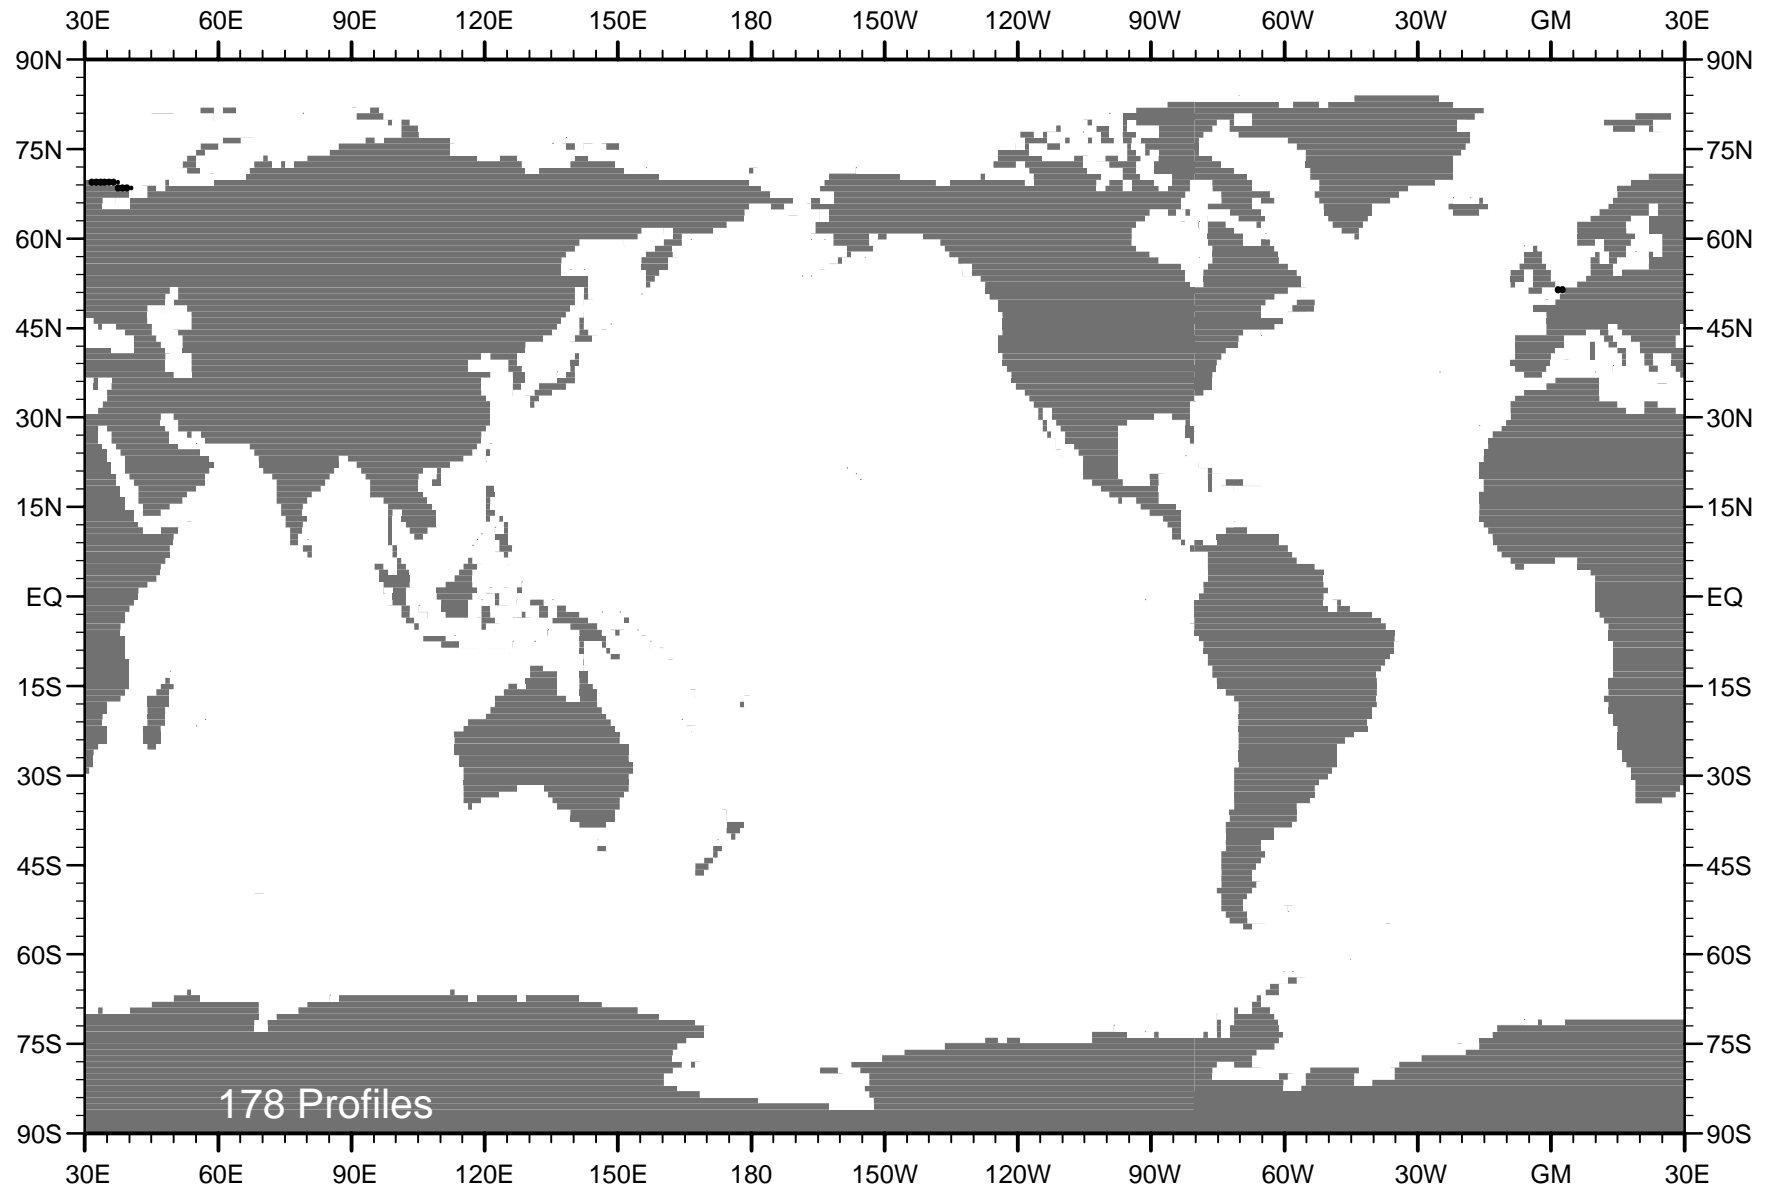 30E 60E 90E 120E 150E 180 150W 120W 90W 60W 30W GM 30E
90N 90N
75N 75N
60N 60N
45N 45N
30N 30N
15N 15N
EQ EQ
15S 15S
30S 30S
45S 45S
60S 60S
75S 75S
178 Profiles
90S 90S
30E 60E 90E 120E 150E 180 150W 120W 90W 60W 30W GM 30E